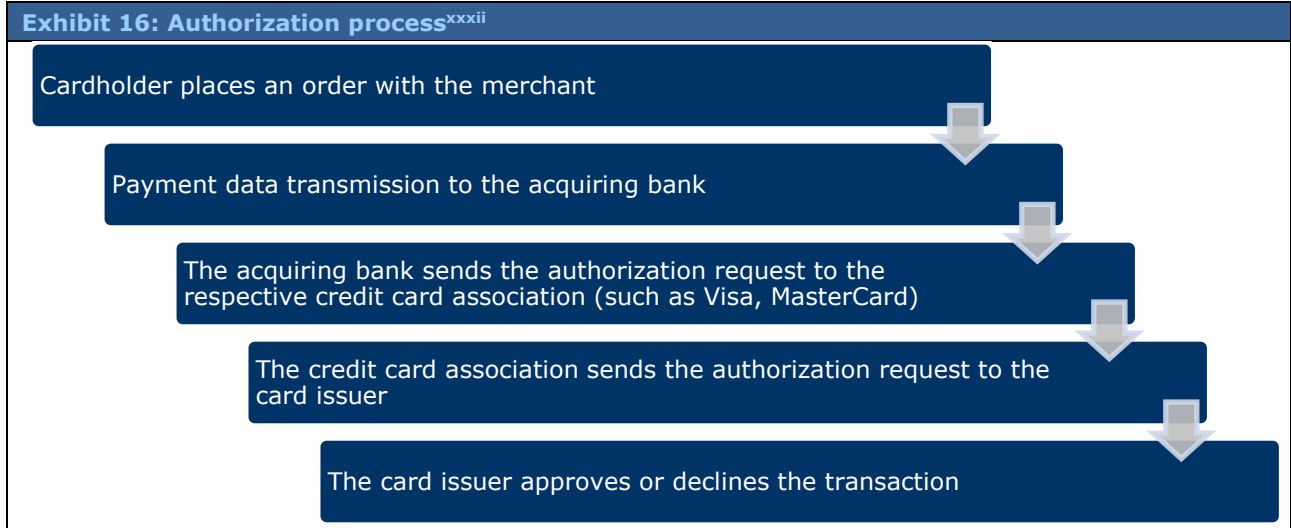 Exhibit 16: Authorization processxxxii
Cardholder places an order with the merchant
Payment data transmission to the acquiring bank
The acquiring bank sends the authorization request to the
respective credit card association (such as Visa, MasterCard)
The credit card association sends the authorization request to the
card issuer
The card issuer approves or declines the transaction